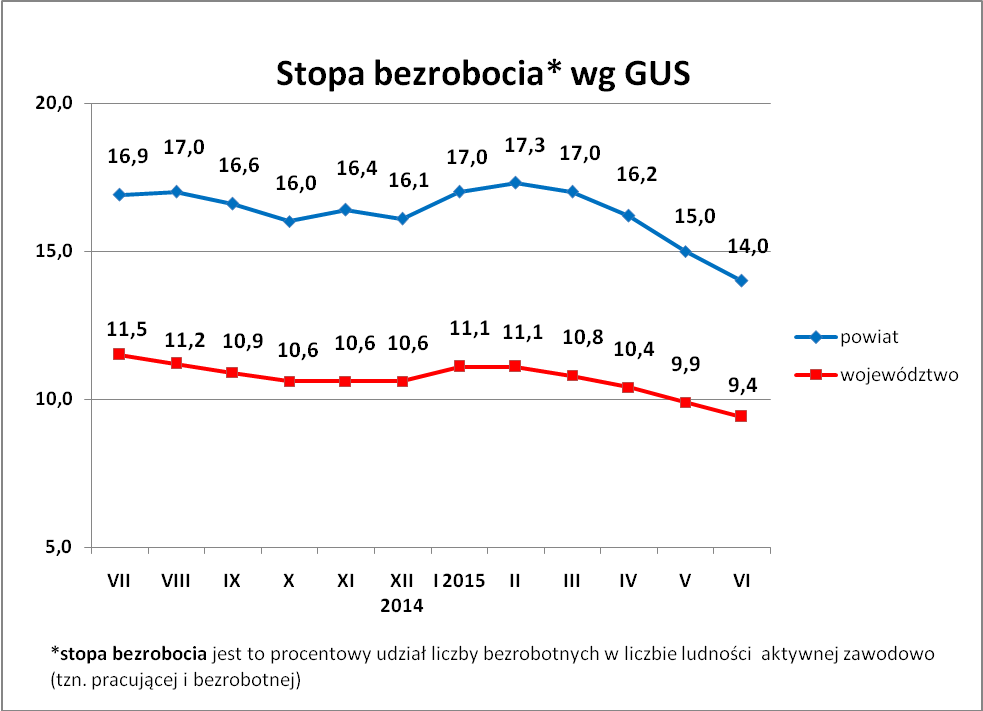 Stopa bezrobocia* wg GUS
20,0
15,0
10,0
5,0
16,9 17,0 16,6 16,0 16,4 16,1 17,0 17,3 17,0 16,2 15,0 14,0
11,5 11,2 10,9 10,6 10,6 10,6 11,1 11,1 10,8 10,4 9,9 9,4
powiat
województwo
VII VIII IX X XI XII I 2015 II III IV V VI
2014
*stopa bezrobocia jest to procentowy udział liczby bezrobotnych w liczbie ludności aktywnej zawodowo
(tzn. pracującej i bezrobotnej)